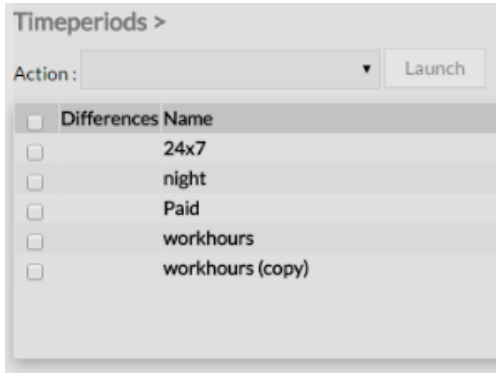 Timeperiods >
Action : Launch
Differences Name
24x7
night
Paid
workhours
workhours (copy)